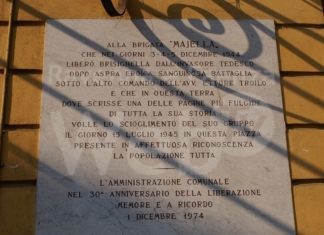 ALLA BRIGATA "MAJELLA„
CHE NEI GIORNI 3-4-5 DICEMBRE 1944
LIBERÒ BRISIGHELLA DALL'INVASORE TEDESCO
DOPO ASPRA EROICA SANGUINOSA BATTAGLIA
SOTTO L'ALTO COMANDO DELL'AVV. ETTORE TROILO
E CHE IN QUESTA TERRA
DOVE SCRISSE UNA DELLE PAGINE PIÙ FULGIDE
DI TUTTA LA SUA STORIA
VOLLE LO SCIOGLIMENTO DEL SUO GRUPPO
IL GIORNO 15 LUGLIO 1945 IN QUESTA PIAZZA
PRESENTE IN AFFETTUOSA RICONOSCENZA
LA POPOLAZIONE TUTTA
L'AMMINISTRAZIONE COMUNALE
NEL 30° ANNIVERSARIO DELLA LIBERAZIONE
MEMORE E A RICORDO
1 DICEMBRE 1974